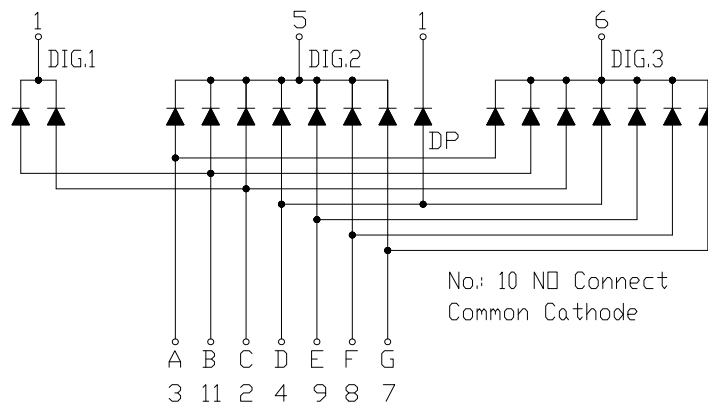 1 5 1 6
DIG.1 DIG.2 DIG.3
DP
No.: 10 NO Connect
Common Cathode
A B C D E F G
3 11 2 4 9 8 7